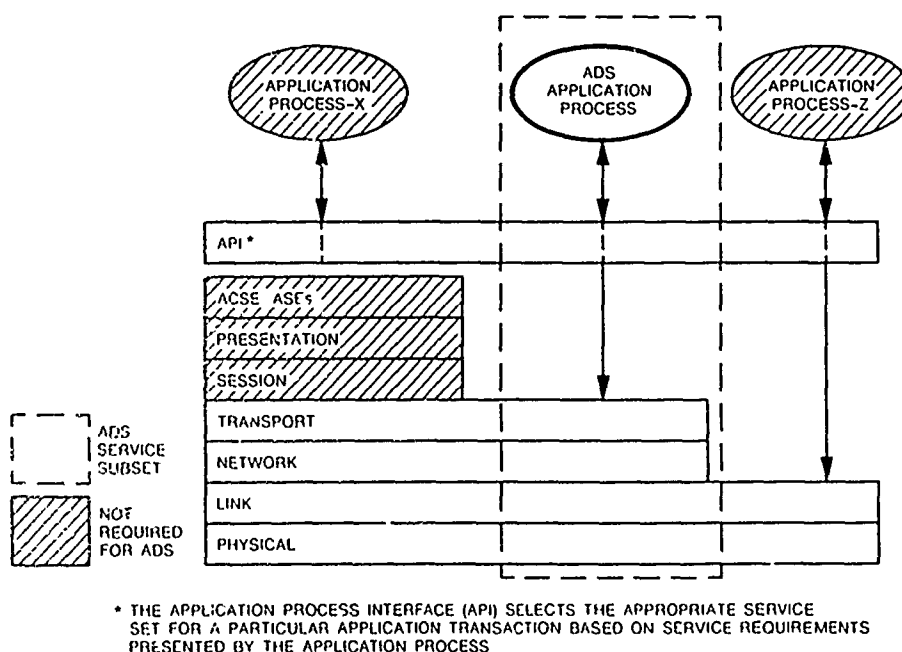 APPLICATION
PROCESS-X
ADS
APPLICATION
PROCESS
APPLICATION
PROCESS-Z
API *
ACSE ASEs
PRESENTATION
SESSION
TRANSPORT
NETWORK
LINK
PHYSICAL
ADS
SERVICE
SUBSET
NOT
REQUIRED
FOR ADS
* THE APPLICATION PROCESS INTERFACE (API) SELECTS THE APPROPRIATE SERVICE
SET FOR A PARTICULAR APPLICATION TRANSACTION BASED ON SERVICE REQUIREMENTS
PRESENTED BY THE APPLICATION PROCESS